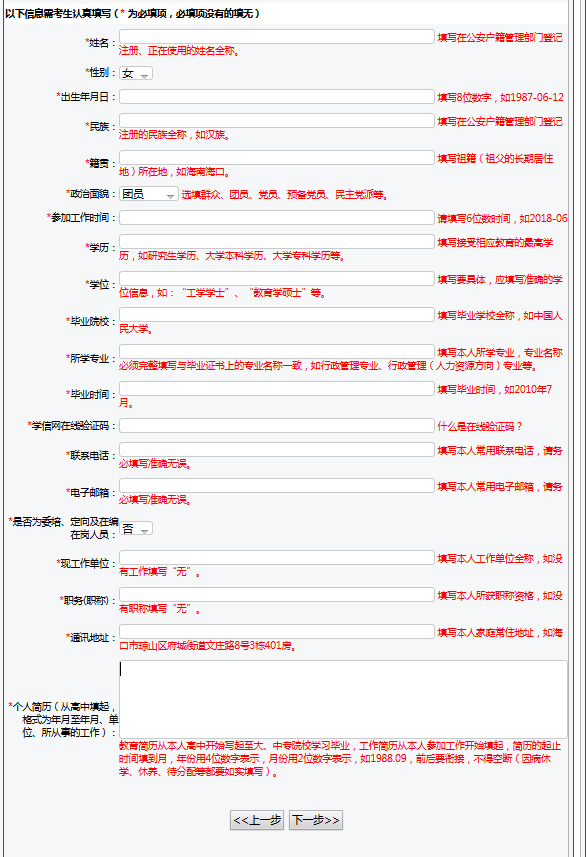 以下信息需考生认真填写（* 为必填项，必填项没有的填无）
*姓名： 填写在公安户籍管理部门登记
注册、正在使用的姓名全称。
*性别： 女
*出生年月日： 填写8位数字，如1987-06-12
*民族： 填写在公安户籍管理部门登记
注册的民族全称，如汉族。
*籍贯： 填写祖籍（祖父的长期居住
地）所在地，如海南海口。
*政治面貌： 团员 选填群众、团员、党员、预备党员、民主党派等。
*参加工作时间： 请填写6位数时间，如2018-06
*学历： 填写接受相应教育的最高学
历，如研究生学历、大学本科学历、大学专科学历等。
*学位： 填写要具体，应填写准确的学
位信息，如：“工学学士”、“教育学硕士”等。
*毕业院校： 填写毕业学校全称，如中国人
民大学。
*所学专业： 填写本人所学专业，专业名称
必须完整填写与毕业证书上的专业名称一致，如行政管理专业、行政管理（人力资源方向）专业等。
*毕业时间： 填写毕业时间，如2010年7
月。
*学信网在线验证码： 什么是在线验证码？
*联系电话： 填写本人常用联系电话，请务
必填写准确无误。
*电子邮箱： 填写本人常用电子邮箱，请务
必填写准确无误。
*是否为委培、定向及在编
在岗人员： 否
*现工作单位： 填写本人工作单位全称，如没
有工作填写“无”。
*职务(职称)： 填写本人所获职称资格，如没
有职称填写“无”。
*通讯地址： 填写本人家庭常住地址，如海
口市琼山区府城街道文庄路8号3栋401房。
*个人简历（从高中填起，
格式为年月至年月、单
位、所从事的工作）：
教育简历从本人高中开始写起至大、中专院校学习毕业，工作简历从本人参加工作开始填起，简历的起止
时间填到月，年份用4位数字表示，月份用2位数字表示，如1988.09，前后要衔接，不得空断（因病休
学、休养、待分配等都要如实填写）。
<<上一步 下一步>>